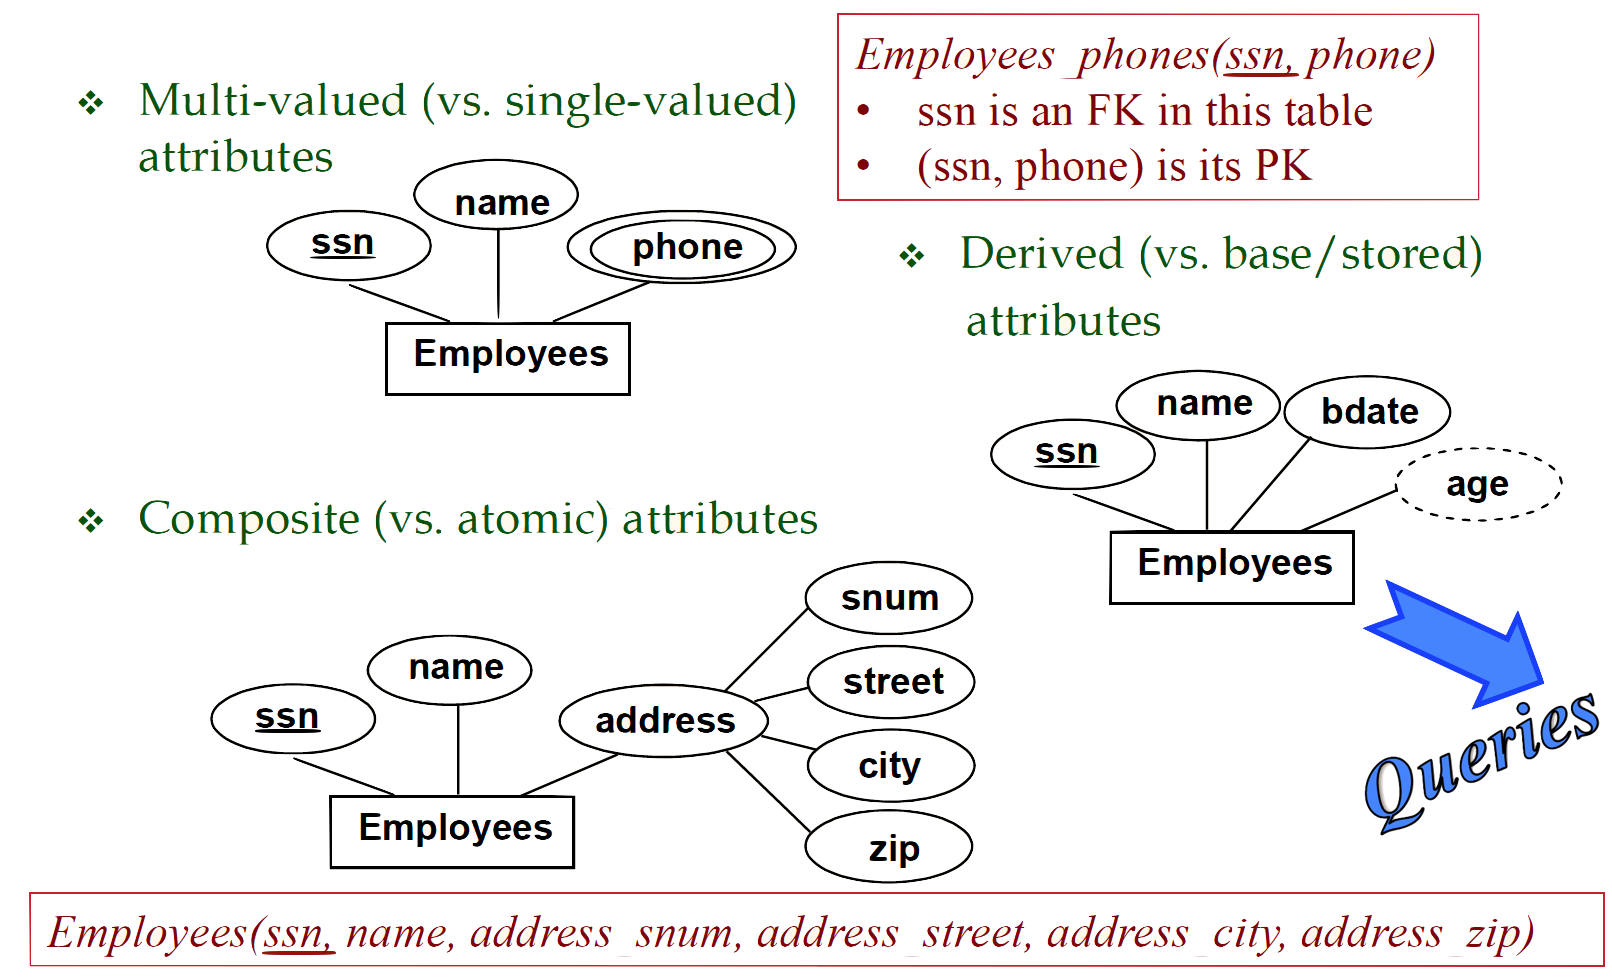 Employees_phones(ssn, phone)
• ssn is an FK in this table
• (ssn, phone) is its PK
❖ Multi-valued (vs. single-valued)
attributes
name
ssn
phone
Employees
❖ Derived (vs. base/stored)
attributes
name
bdate
ssn
age
Employees
Queries
❖ Composite (vs. atomic) attributes
snum
name
street
ssn
address
city
Employees
zip
Employees(ssn, name, address_snum, address_street, address_city, address_zip)